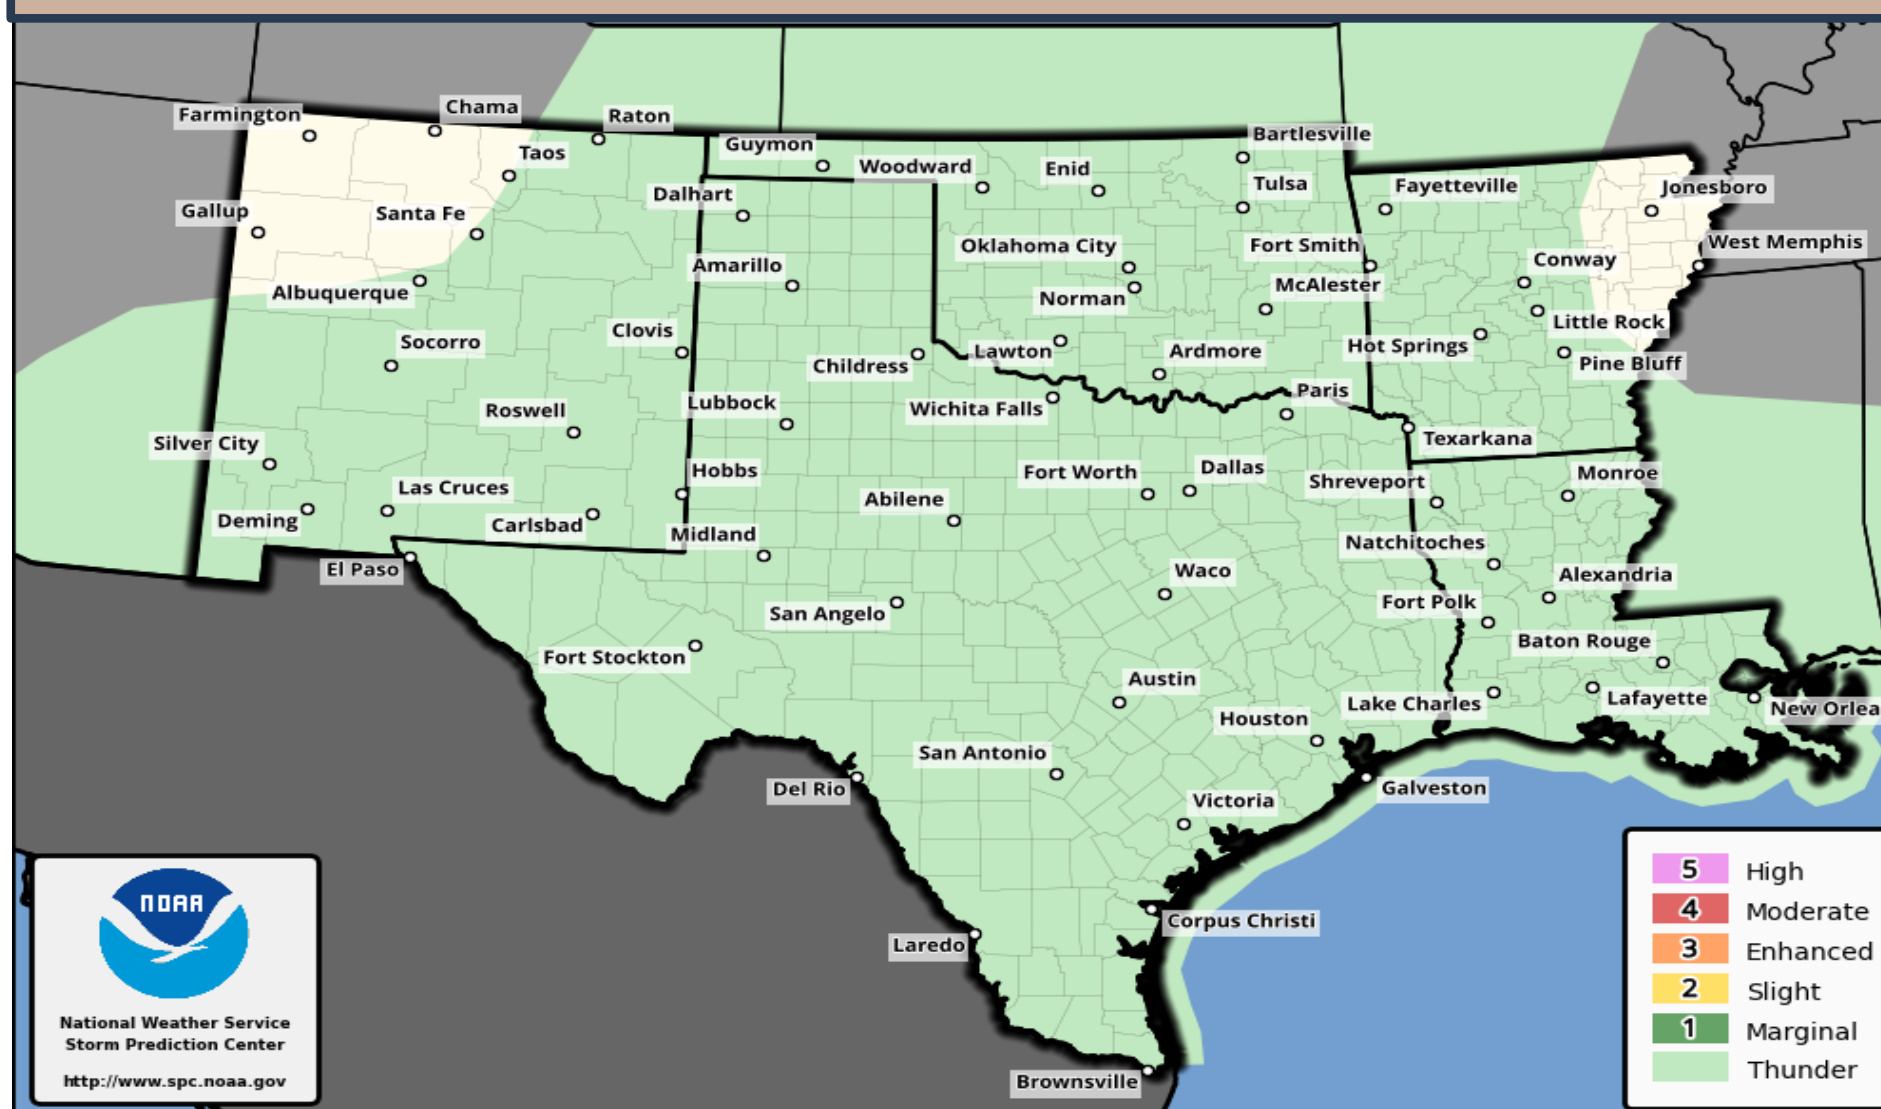 Farmington
Chama
Raton
Taos
Guymon
Woodward
Enid
Bartlesville
Tulsa
Fayetteville
Jonesboro
Dalhart
Gallup
Santa Fe
Oklahoma City
Fort Smith
West Memphis
Conway
Amarillo
Albuquerque
Norman
McAlester
Little Rock
Clovis
Socorro
Hot Springs
Childress
Lawton
Ardmore
Pine Bluff
Paris
Lubbock
Roswell
Wichita Falls
Silver City
Texarkana
Hobbs
Fort Worth
Dallas
Shreveport
Monroe
Las Cruces
Abilene
Deming
Carlsbad
Midland
Natchitoches
El Paso
Waco
Alexandria
San Angelo
Fort Polk
Baton Rouge
Fort Stockton
Austin
Lake Charles
Lafayette
New Orlea
Houston
San Antonio
Del Rio
Galveston
Victoria
Corpus Christi
Laredo
Brownsville
NOAA
National Weather Service
Storm Prediction Center
http://www.spc.noaa.gov
5 High
4 Moderate
3 Enhanced
2 Slight
1 Marginal
Thunder